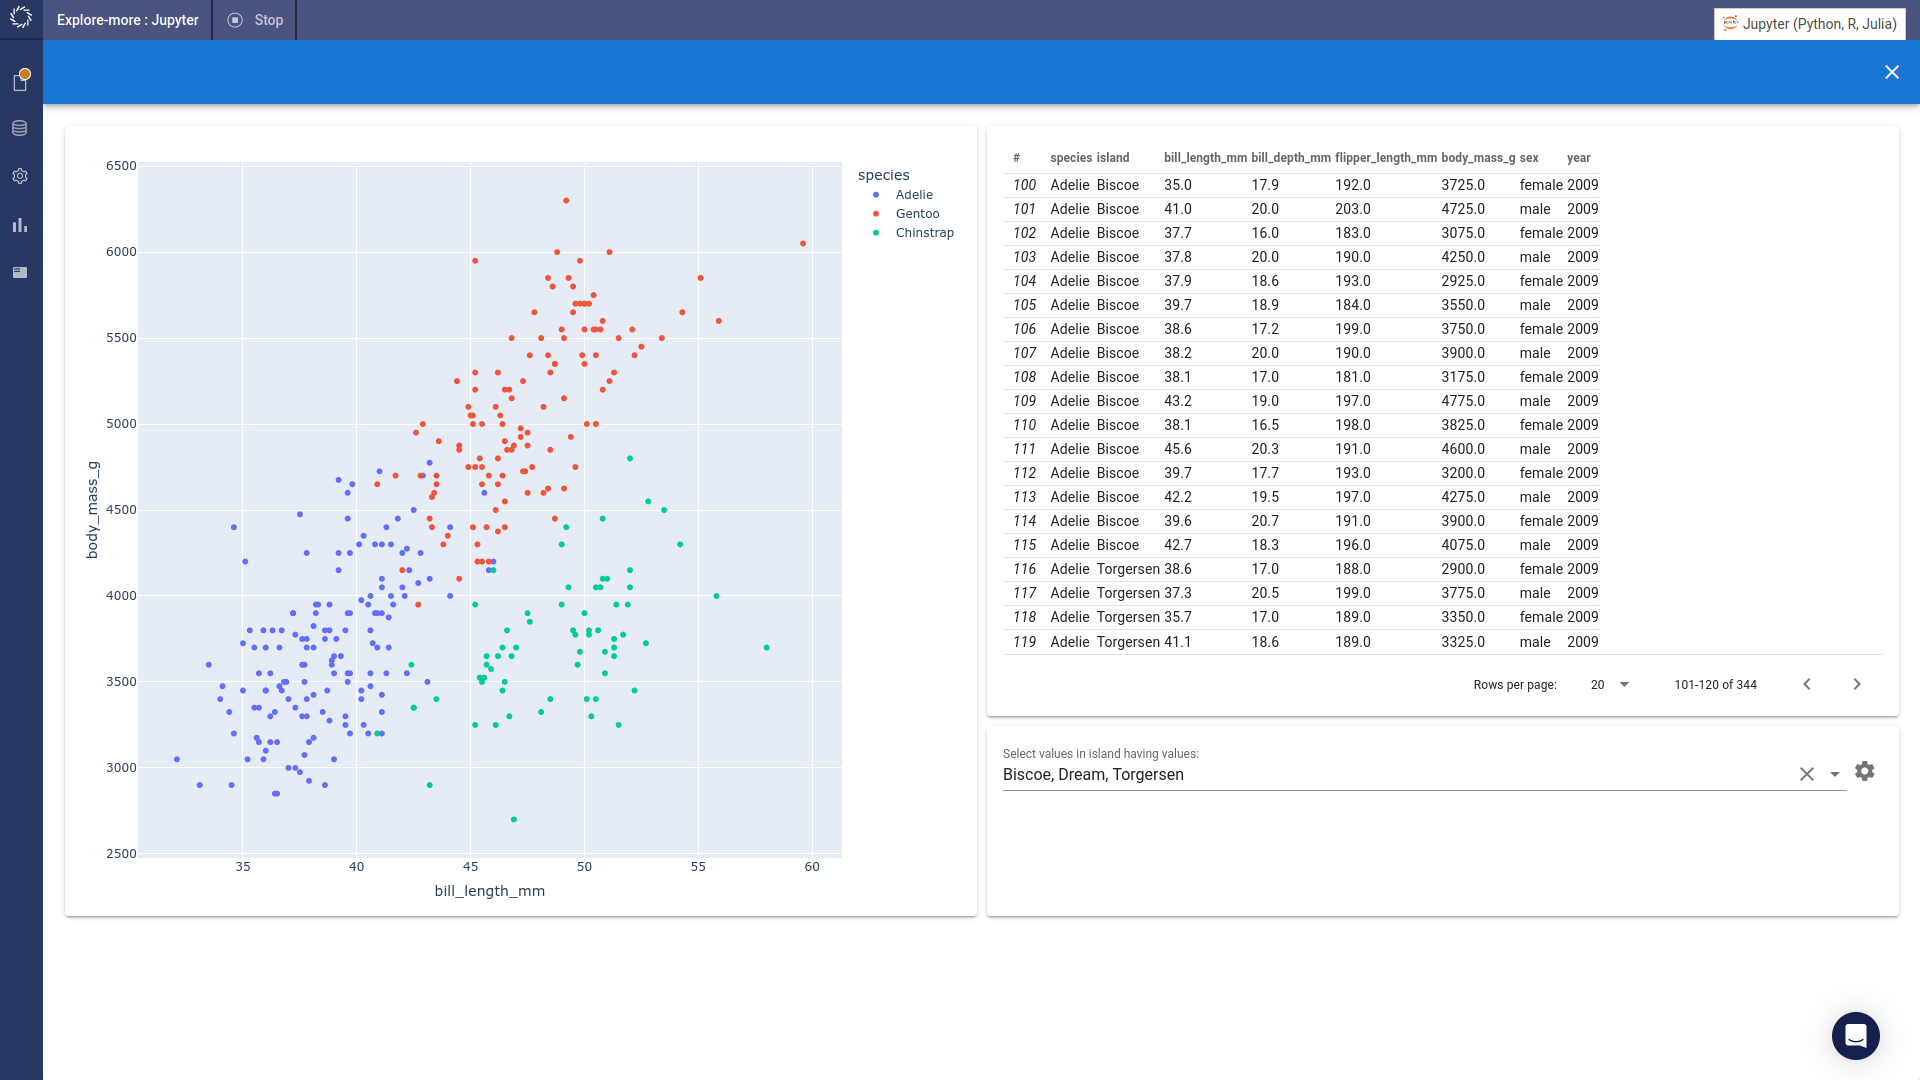 Explore-more : Jupyter
Stop
Jupyter (Python, R, Julia)
6500
6000
5500
5000
4500
4000
3500
3000
2500
body_mass_g
35 40 45 50 55 60
bill_length_mm
species
Adelie
Gentoo
Chinstrap
# species island bill_length_mm bill_depth_mm flipper_length_mm body_mass_g sex year
100 Adelie Biscoe 35.0 17.9 192.0 3725.0 female 2009
101 Adelie Biscoe 41.0 20.0 203.0 4725.0 male 2009
102 Adelie Biscoe 37.7 16.0 183.0 3075.0 female 2009
103 Adelie Biscoe 37.8 20.0 190.0 4250.0 male 2009
104 Adelie Biscoe 37.9 18.6 193.0 2925.0 female 2009
105 Adelie Biscoe 39.7 18.9 184.0 3550.0 male 2009
106 Adelie Biscoe 38.6 17.2 199.0 3750.0 female 2009
107 Adelie Biscoe 38.2 20.0 190.0 3900.0 male 2009
108 Adelie Biscoe 38.1 17.0 181.0 3175.0 female 2009
109 Adelie Biscoe 43.2 19.0 197.0 4775.0 male 2009
110 Adelie Biscoe 38.1 16.5 198.0 3825.0 female 2009
111 Adelie Biscoe 45.6 20.3 191.0 4600.0 male 2009
112 Adelie Biscoe 39.7 17.7 193.0 3200.0 female 2009
113 Adelie Biscoe 42.2 19.5 197.0 4275.0 male 2009
114 Adelie Biscoe 39.6 20.7 191.0 3900.0 female 2009
115 Adelie Biscoe 42.7 18.3 196.0 4075.0 male 2009
116 Adelie Torgersen 38.6 17.0 188.0 2900.0 female 2009
117 Adelie Torgersen 37.3 20.5 199.0 3775.0 male 2009
118 Adelie Torgersen 35.7 17.0 189.0 3350.0 female 2009
119 Adelie Torgersen 41.1 18.6 189.0 3325.0 male 2009
Rows per page: 20 101-120 of 344
Select values in island having values:
Biscoe, Dream, Torgersen